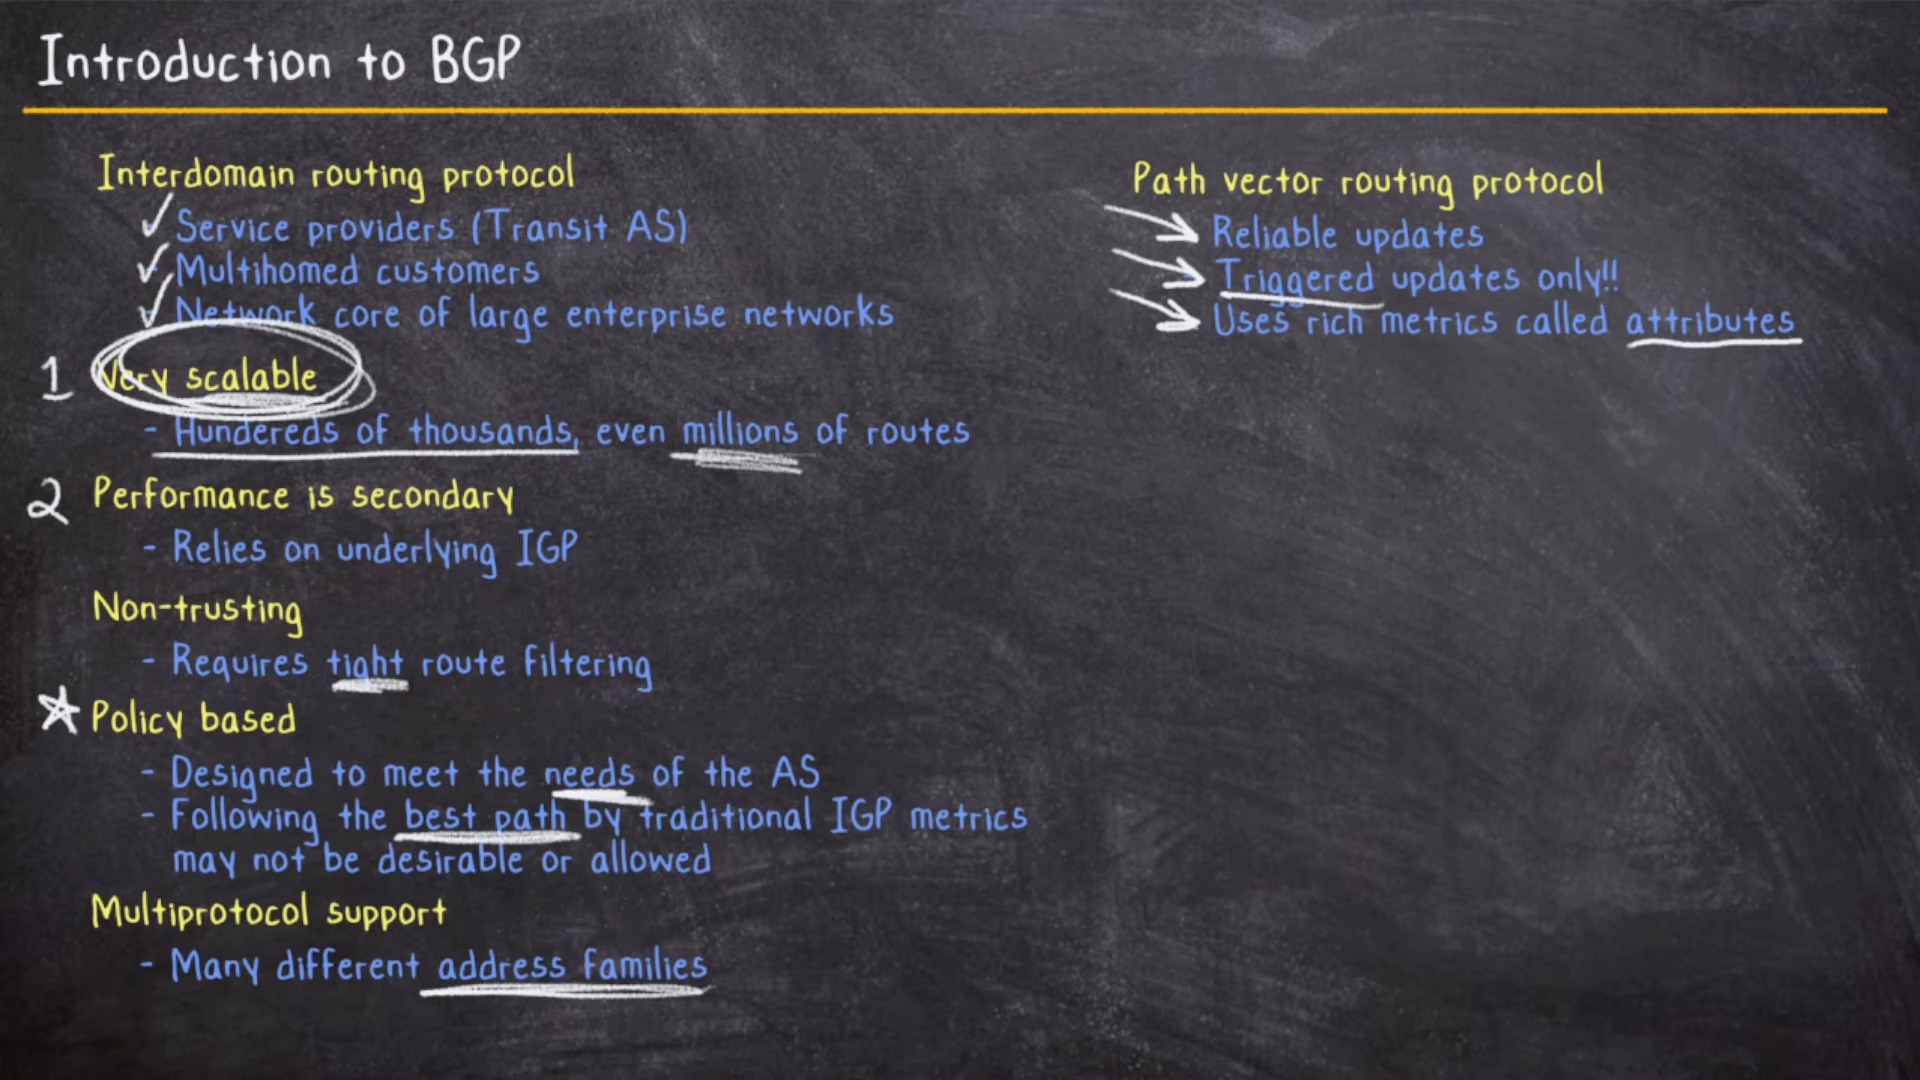 Introduction to BGP
Interdomain routing protocol
Service providers (Transit AS)
- Multihomed customers
Network core of large enterprise networks
1 Very scalable
- Hundereds of thousands, even millions of routes
2 Performance is secondary
- Relies on underlying IGP
Non-trusting
- Requires tight route filtering
Policy based
- Designed to meet the needs of the AS
- Following the best path by traditional IGP metrics
may not be desirable or allowed
Multiprotocol support
- Many different address families
Path vector routing protocol
Reliable updates
- Triggered updates only!!
Uses rich metrics called attributes